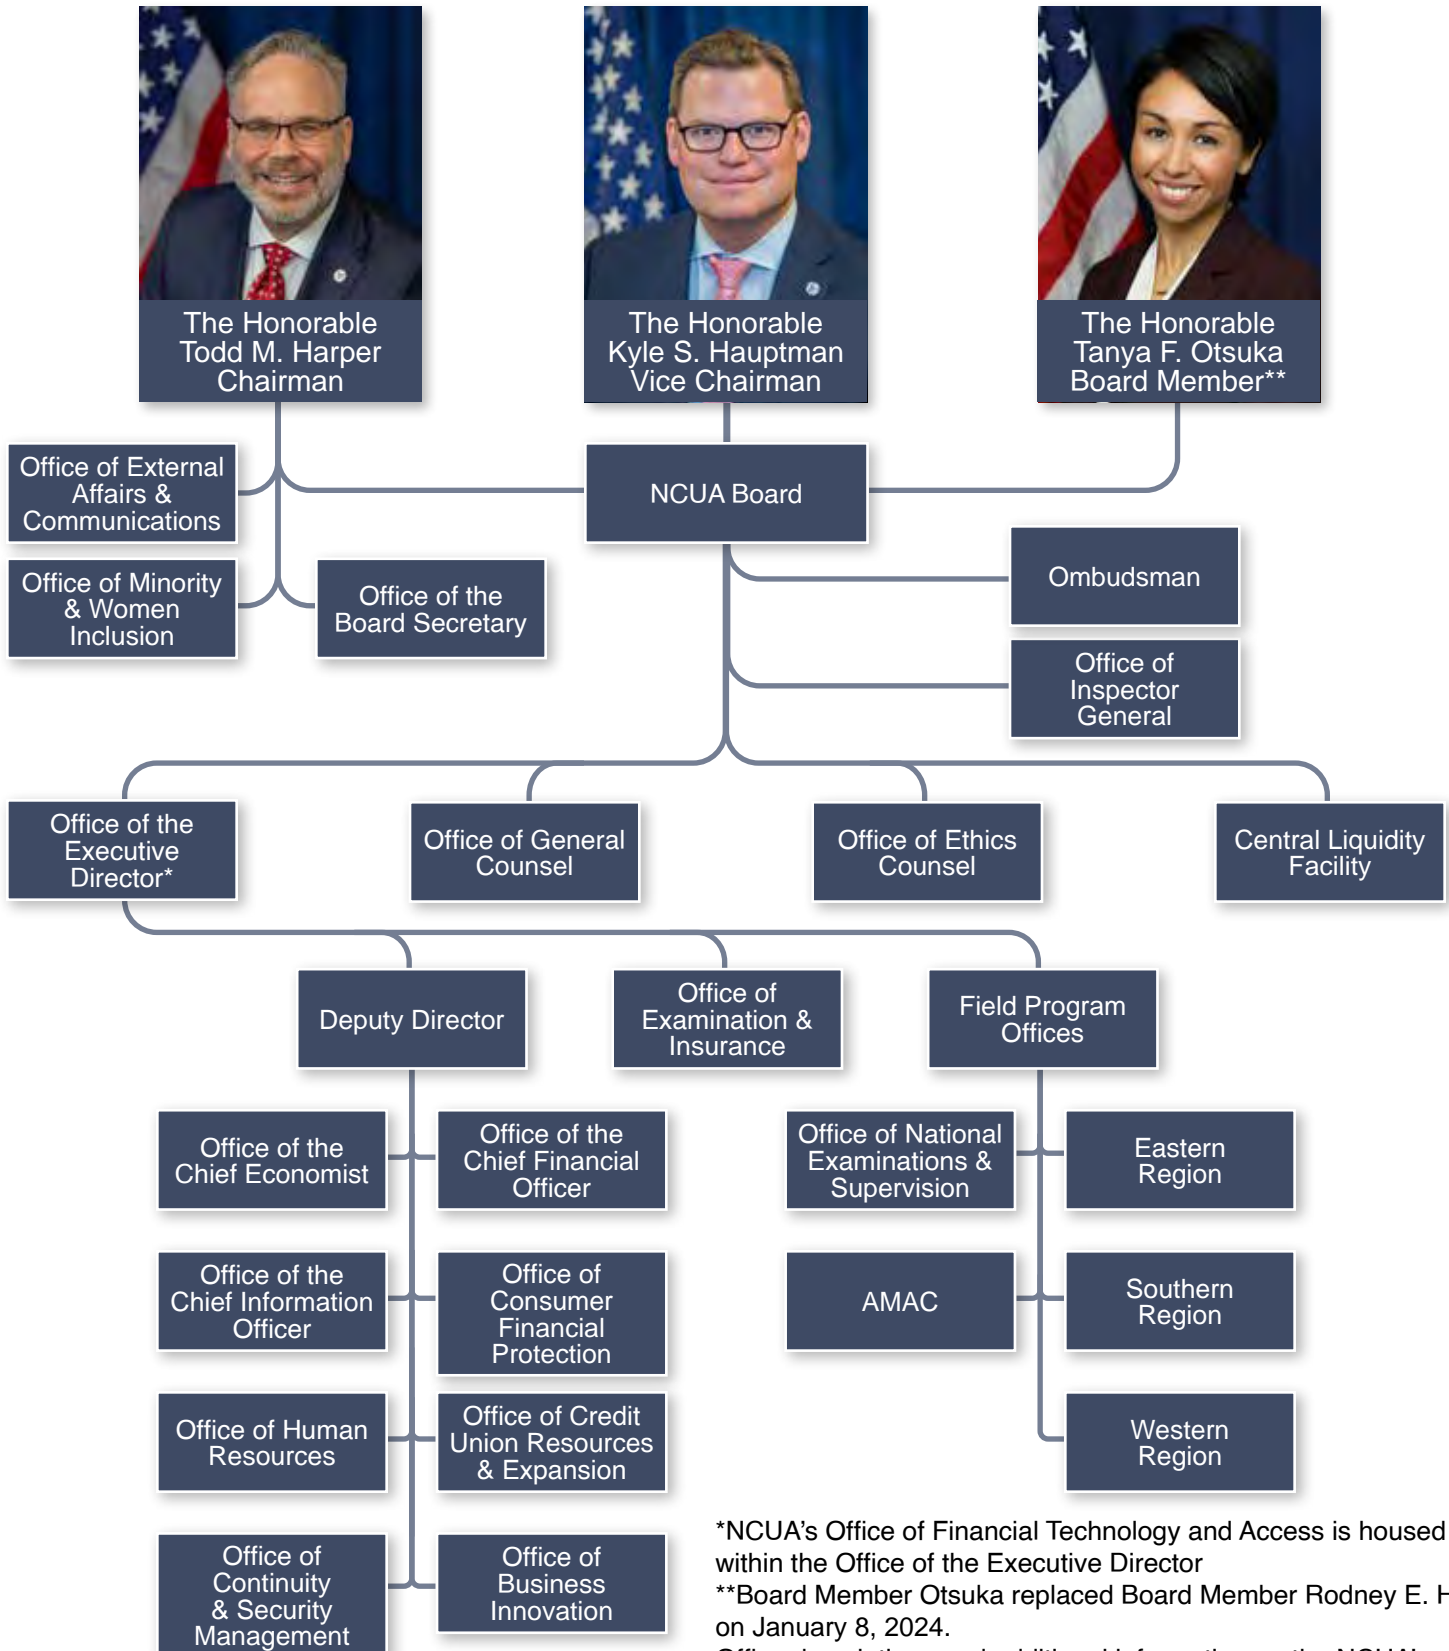 The Honorable
Todd M. Harper
Chairman
The Honorable
Kyle S. Hauptman
Vice Chairman
The Honorable
Tanya F. Otsuka
Board Member**
Office of External
Affairs &
Communications
NCUA Board
Office of Minority
& Women
Inclusion
Office of the
Board Secretary
Ombudsman
Office of
Inspector
General
Office of the
Executive
Director*
Office of General
Counsel
Office of Ethics
Counsel
Central Liquidity
Facility
Deputy Director
Office of
Examination &
Insurance
Field Program
Offices
Office of the
Chief Economist
Office of the
Chief Financial
Officer
Office of the
Chief Information
Officer
Office of
Consumer
Financial
Protection
Office of Human
Resources
Office of Credit
Union Resources
& Expansion
Office of
Continuity
& Security
Management
Office of
Business
Innovation
Office of National
Examinations &
Supervision
Eastern
Region
AMAC
Southern
Region
Western
Region
*NCUA's Office of Financial Technology and Access is housed
within the Office of the Executive Director
**Board Member Otsuka replaced Board Member Rodney E.
on January 8, 2024.